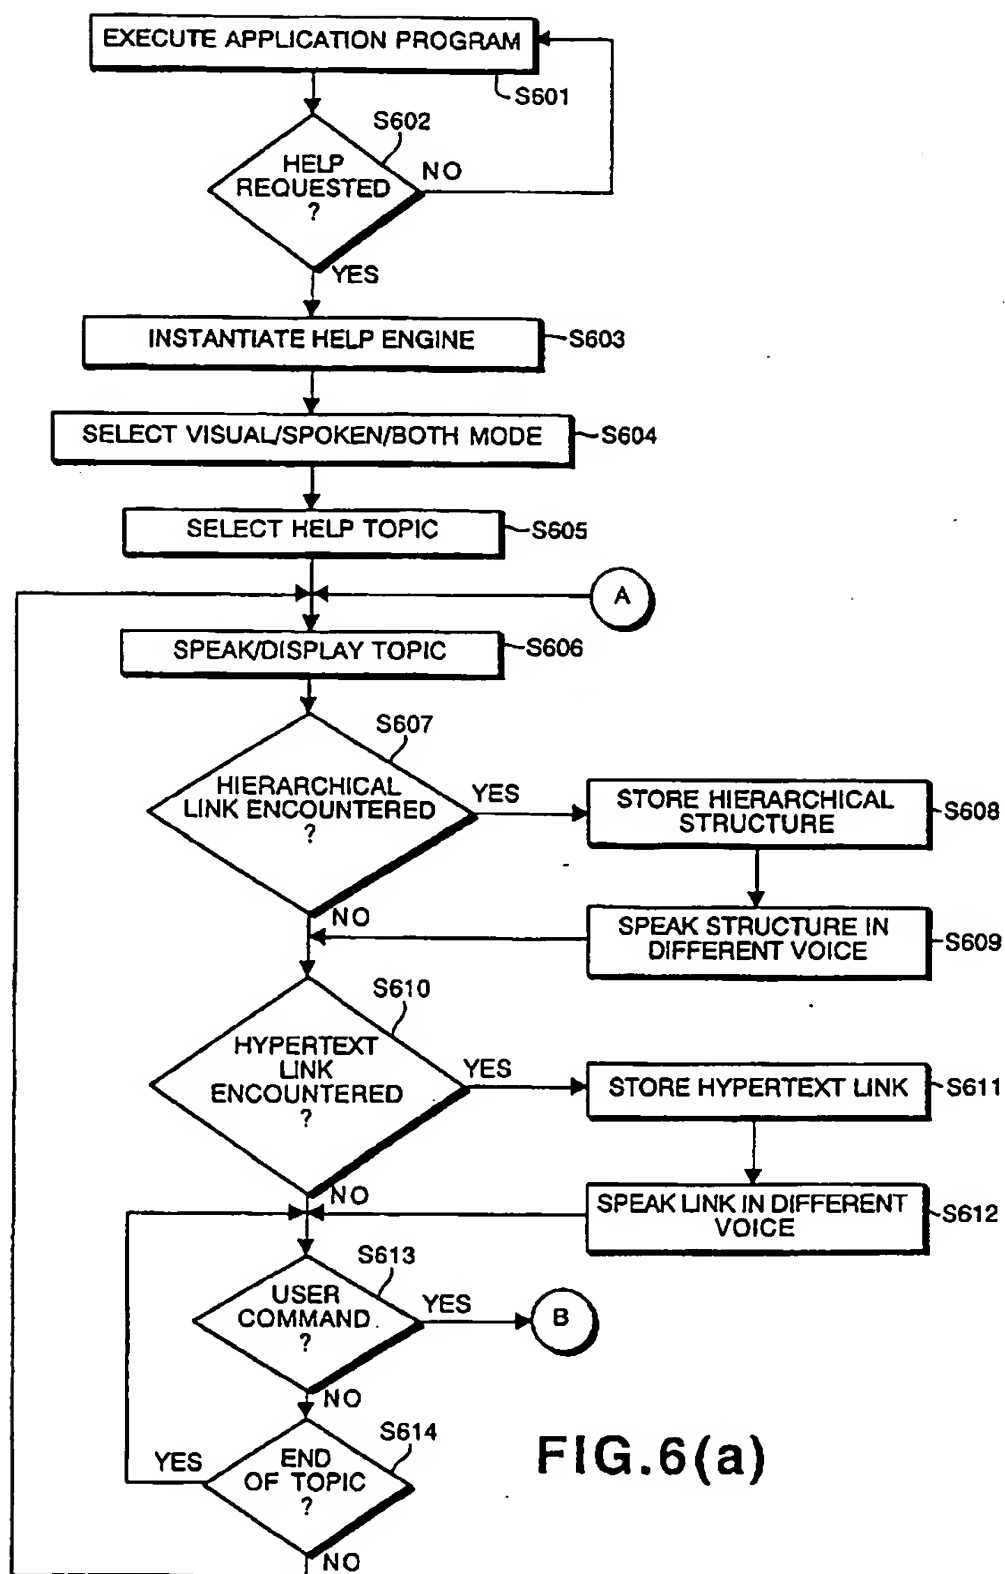 EXECUTE APPLICATION PROGRAM
S601
S602
HELP
REQUESTED
?
NO
YES
INSTANTIATE HELP ENGINE
S603
SELECT VISUAL/SPOKEN/BOTH MODE
S604
SELECT HELP TOPIC
S605
A
SPEAK/DISPLAY TOPIC
S606
S607
HIERARCHICAL
LINK ENCOUNTERED
?
YES
NO
STORE HIERARCHICAL
STRUCTURE
S608
SPEAK STRUCTURE IN
DIFFERENT VOICE
S609
S610
HYPERTEXT
LINK
ENCOUNTERED
?
YES
NO
STORE HYPERTEXT LINK
S611
SPEAK LINK IN DIFFERENT
VOICE
S612
S613
USER
COMMAND
?
YES
B
NO
S614
END
OF TOPIC
?
YES
NO
FIG.6(a)